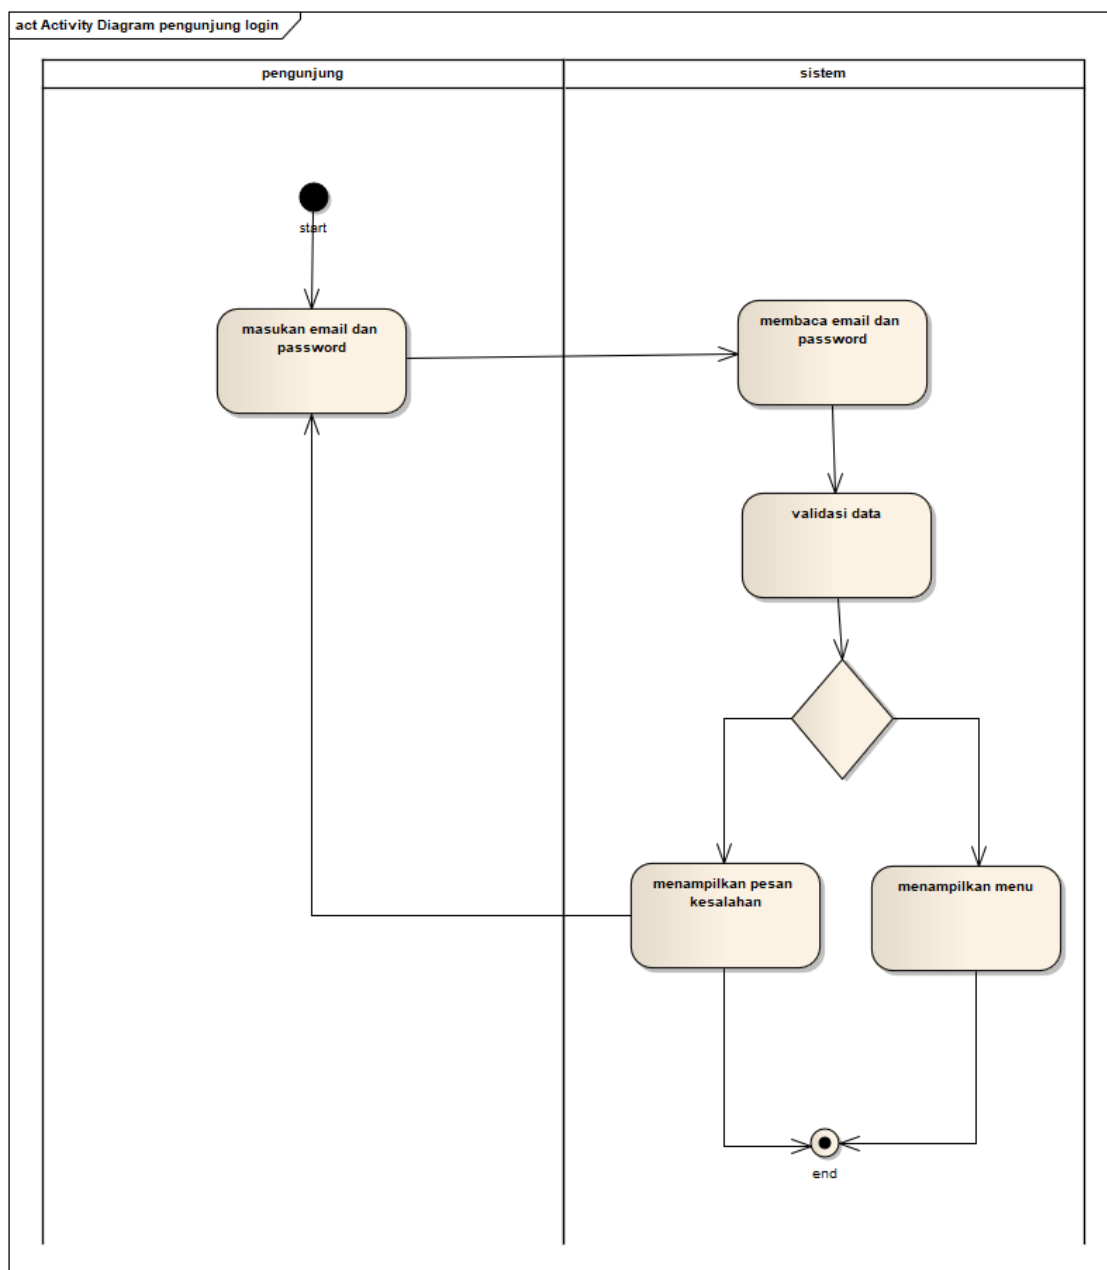 act Activity Diagram pengunjung login
pengunjung
sistem
start
masukan email dan
password
membaca email dan
password
validasi data
menampilkan pesan
kesalahan
menampilkan menu
end